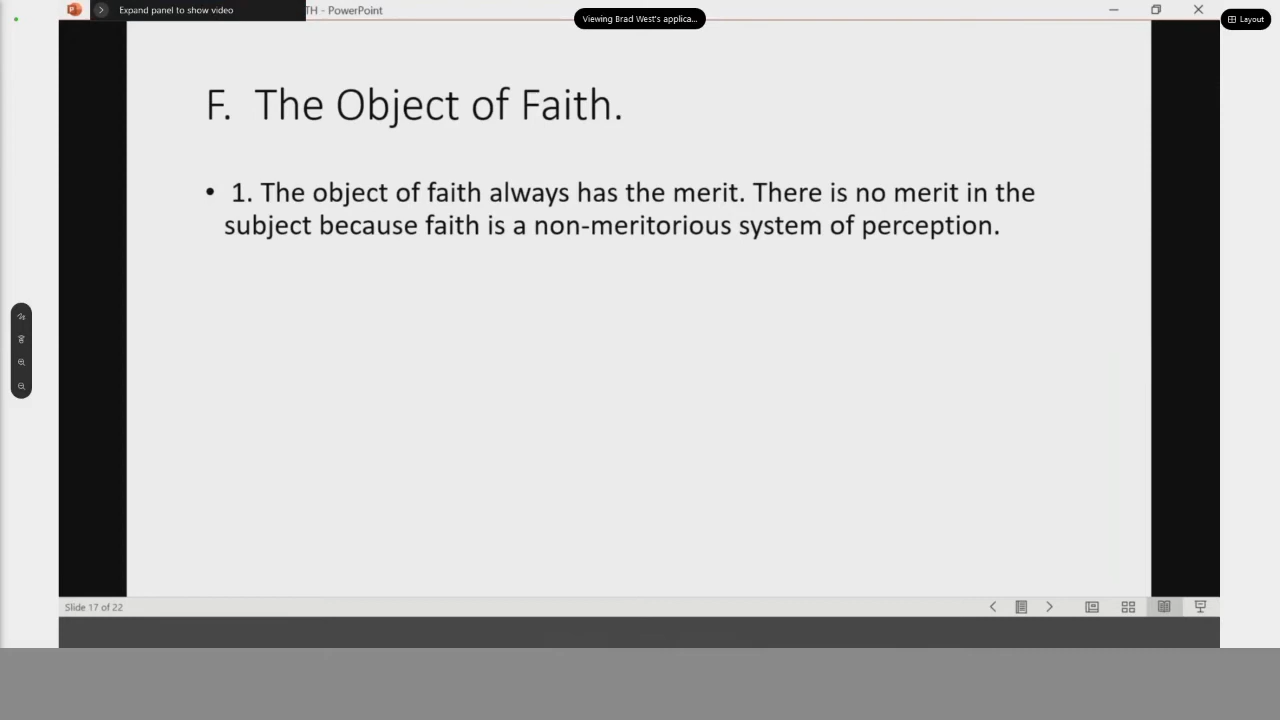 Expand panel to show video
TH - PowerPoint
Viewing Brad West's applica...
Layout
F. The Object of Faith.
• 1. The object of faith always has the merit. There is no merit in the
subject because faith is a non-meritorious system of perception.
Slide 17 of 22